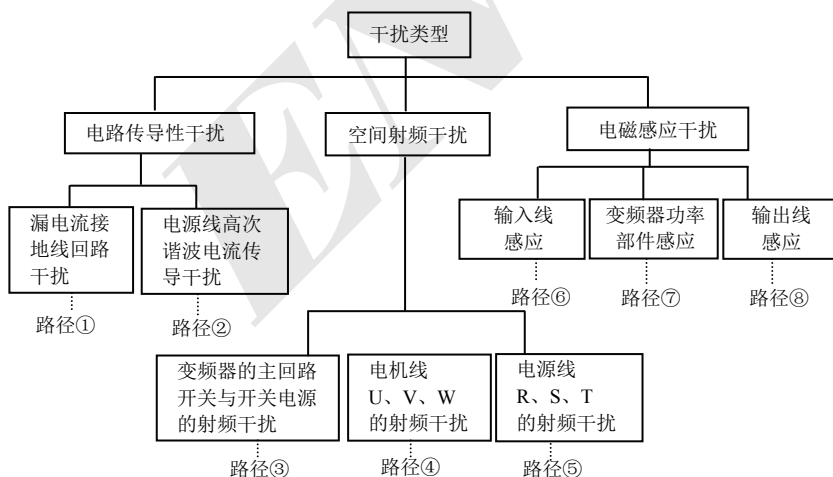 干扰类型
电路传导性干扰
空间射频干扰
电磁感应干扰
漏电流接
地线回路
干扰
电源线高次
谐波电流传
导干扰
输入线
感应
变频器功率
部件感应
输出线
感应
路径①
路径②
路径⑥
路径⑦
路径⑧
变频器的主回路
开关与开关电源
的射频干扰
电机线
U、V、W
的射频干扰
电源线
R、S、T
的射频干扰
路径③
路径④
路径⑤
EN